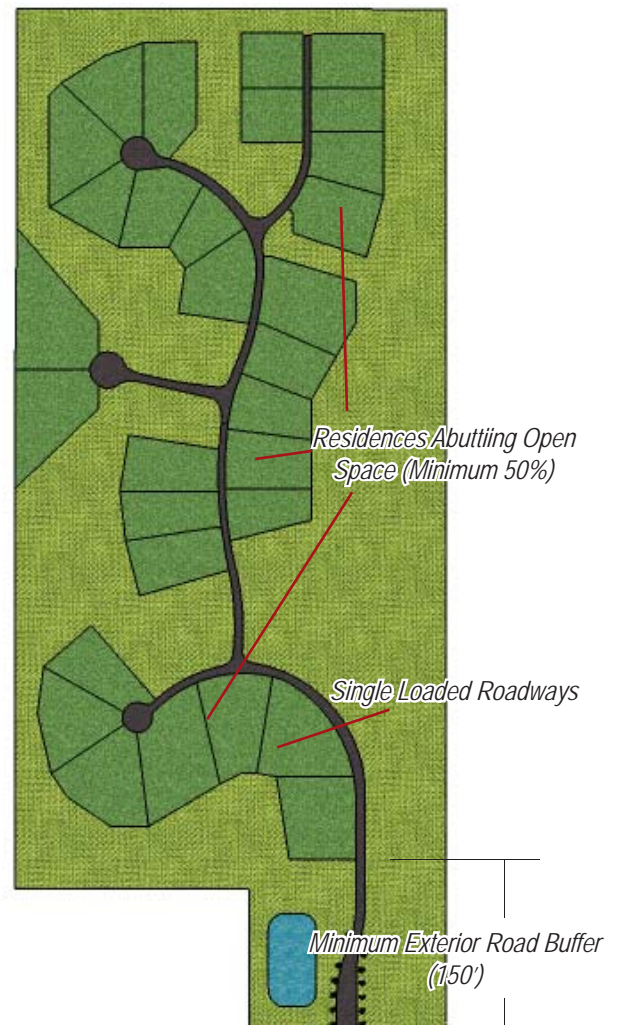 Residences Abuttiing Open
Space (Minimum 50%)
Single Loaded Roadways
Minimum Exterior Road Buffer
(150')